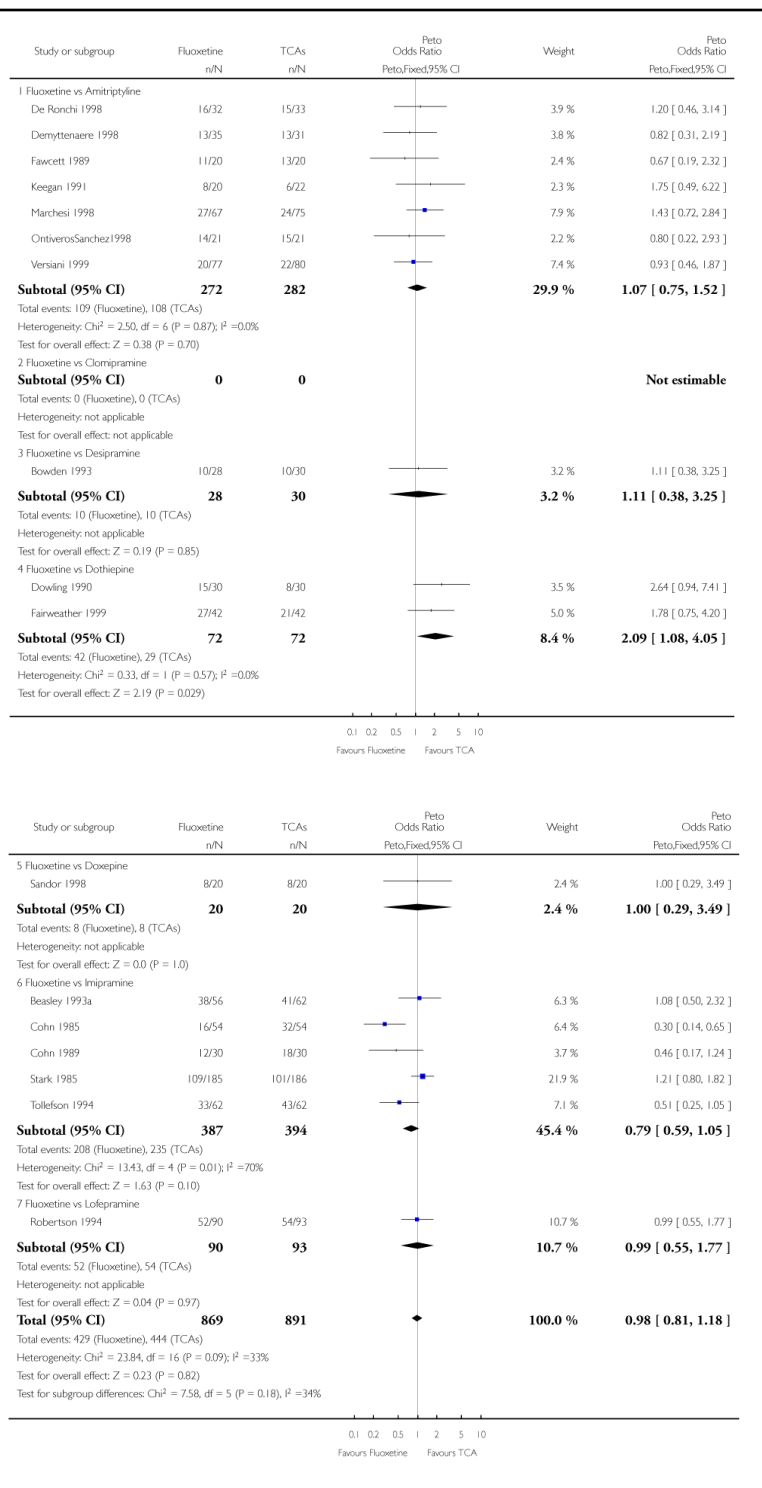 Peto
Study or subgroup Fluoxetine TCAs Odds Ratio Weight Peto Odds Ratio
n/N n/N Peto,Fixed,95% CI Peto,Fixed,95% CI
1 Fluoxetine vs Amitriptyline
De Ronchi 1998 16/32 15/33 3.9 % 1.20 [ 0.46, 3.14 ]
Demyttenaere 1998 13/35 13/31 3.8 % 0.82 [ 0.31, 2.19 ]
Fawcett 1989 11/20 13/20 2.4 % 0.67 [ 0.19, 2.32 ]
Keegan 1991 8/20 6/22 2.3 % 1.75 [ 0.49, 6.22 ]
Marchesi 1998 27/67 24/75 7.9 % 1.43 [ 0.72, 2.84 ]
OntiverosSanchez1998 14/21 15/21 2.2 % 0.80 [ 0.22, 2.93 ]
Versiani 1999 20/77 22/80 7.4 % 0.93 [ 0.46, 1.87 ]
Subtotal (95% CI) 272 282 29.9 % 1.07 [ 0.75, 1.52 ]
Total events: 109 (Fluoxetine), 108 (TCAs)
Heterogeneity: Chi² = 2.50, df = 6 (P = 0.87); I² =0.0%
Test for overall effect: Z = 0.38 (P = 0.70)
2 Fluoxetine vs Clomipramine
Subtotal (95% CI) 0 0 Not estimable
Total events: 0 (Fluoxetine), 0 (TCAs)
Heterogeneity: not applicable
Test for overall effect: not applicable
3 Fluoxetine vs Desipramine
Bowden 1993 10/28 10/30 3.2 % 1.11 [ 0.38, 3.25 ]
Subtotal (95% CI) 28 30 3.2 % 1.11 [ 0.38, 3.25 ]
Total events: 10 (Fluoxetine), 10 (TCAs)
Heterogeneity: not applicable
Test for overall effect: Z = 0.19 (P = 0.85)
4 Fluoxetine vs Dothiepine
Dowling 1990 15/30 8/30 3.5 % 2.64 [ 0.94, 7.41 ]
Fairweather 1999 27/42 21/42 5.0 % 1.78 [ 0.75, 4.20 ]
Subtotal (95% CI) 72 72 8.4 % 2.09 [ 1.08, 4.05 ]
Total events: 42 (Fluoxetine), 29 (TCAs)
Heterogeneity: Chi² = 0.33, df = 1 (P = 0.57); I² =0.0%
Test for overall effect: Z = 2.19 (P = 0.029)
0.1 0.2 0.5 1 2 5 10
Favours Fluoxetine Favours TCA
Peto
Study or subgroup Fluoxetine TCAs Odds Ratio Weight Peto Odds Ratio
n/N n/N Peto,Fixed,95% CI Peto,Fixed,95% CI
5 Fluoxetine vs Doxepine
Sandor 1998 8/20 8/20 2.4 % 1.00 [ 0.29, 3.49 ]
Subtotal (95% CI) 20 20 2.4 % 1.00 [ 0.29, 3.49 ]
Total events: 8 (Fluoxetine), 8 (TCAs)
Heterogeneity: not applicable
Test for overall effect: Z = 0.0 (P = 1.0)
6 Fluoxetine vs Imipramine
Beasley 1993a 38/56 41/62 6.3 % 1.08 [ 0.50, 2.32 ]
Cohn 1985 16/54 32/54 6.4 % 0.30 [ 0.14, 0.65 ]
Cohn 1989 12/30 18/30 3.7 % 0.46 [ 0.17, 1.24 ]
Stark 1985 109/185 101/186 21.9 % 1.21 [ 0.80, 1.82 ]
Tollefson 1994 33/62 43/62 7.1 % 0.51 [ 0.25, 1.05 ]
Subtotal (95% CI) 387 394 45.4 % 0.79 [ 0.59, 1.05 ]
Total events: 208 (Fluoxetine), 235 (TCAs)
Heterogeneity: Chi² = 13.43, df = 4 (P = 0.01); I² =70%
Test for overall effect: Z = 1.63 (P = 0.10)
7 Fluoxetine vs Lofepramine
Robertson 1994 52/90 54/93 10.7 % 0.99 [ 0.55, 1.77 ]
Subtotal (95% CI) 90 93 10.7 % 0.99 [ 0.55, 1.77 ]
Total events: 52 (Fluoxetine), 54 (TCAs)
Heterogeneity: not applicable
Test for overall effect: Z = 0.04 (P = 0.97)
Total (95% CI) 869 891 100.0 % 0.98 [ 0.81, 1.18 ]
Total events: 429 (Fluoxetine), 444 (TCAs)
Heterogeneity: Chi² = 23.84, df = 16 (P = 0.09); I² =33%
Test for overall effect: Z = 0.23 (P = 0.82)
Test for subgroup differences: Chi² = 7.58, df = 5 (P = 0.18), I² =34%
0.1 0.2 0.5 1 2 5 10
Favours Fluoxetine Favours TCA